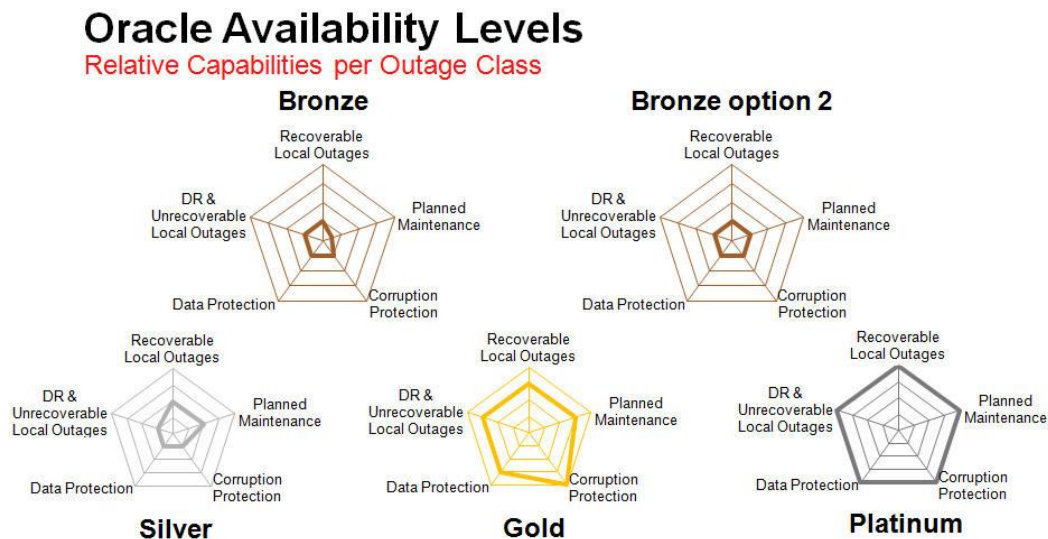 Oracle Availability Levels
Relative Capabilities per Outage Class
Bronze
Recoverable
Local Outages
DR &
Unrecoverable
Local Outages
Planned
Maintenance
Data Protection
Corruption
Protection
Bronze option 2
Recoverable
Local Outages
DR &
Unrecoverable
Local Outages
Planned
Maintenance
Data Protection
Corruption
Protection
Recoverable
Local Outages
DR &
Unrecoverable
Local Outages
Planned
Maintenance
Data Protection
Corruption
Protection
Silver
Recoverable
Local Outages
DR &
Unrecoverable
Local Outages
Planned
Maintenance
Data Protection
Corruption
Protection
Gold
Recoverable
Local Outages
DR &
Unrecoverable
Local Outages
Planned
Maintenance
Data Protection
Corruption
Protection
Platinum